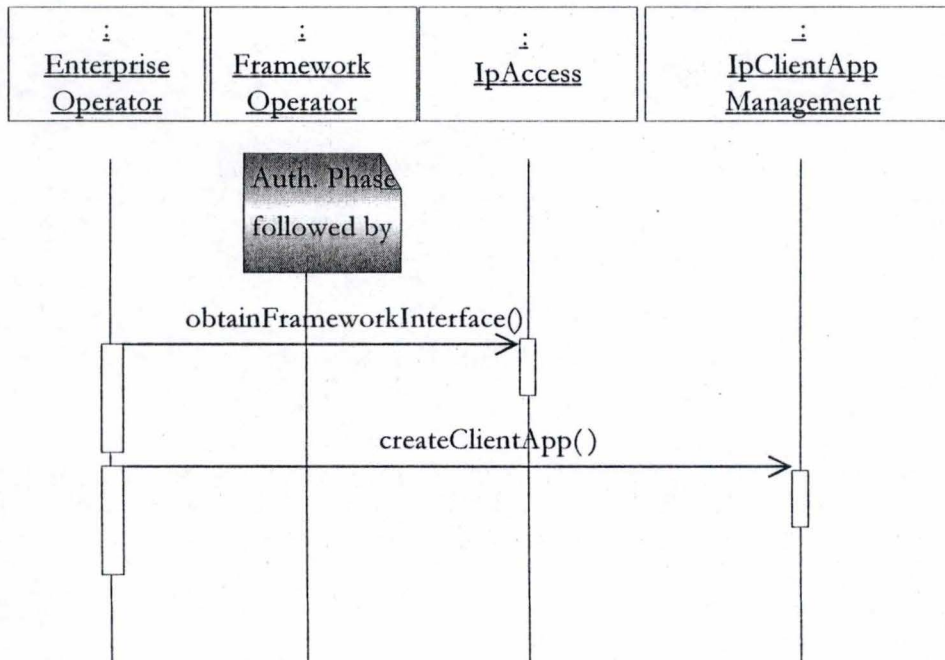 :
Enterprise
Operator
:
Framework
Operator
:
IpAccess
:
IpClientApp
Management
Auth. Phase
followed by
obtainFrameworkInterface()
createClientApp()